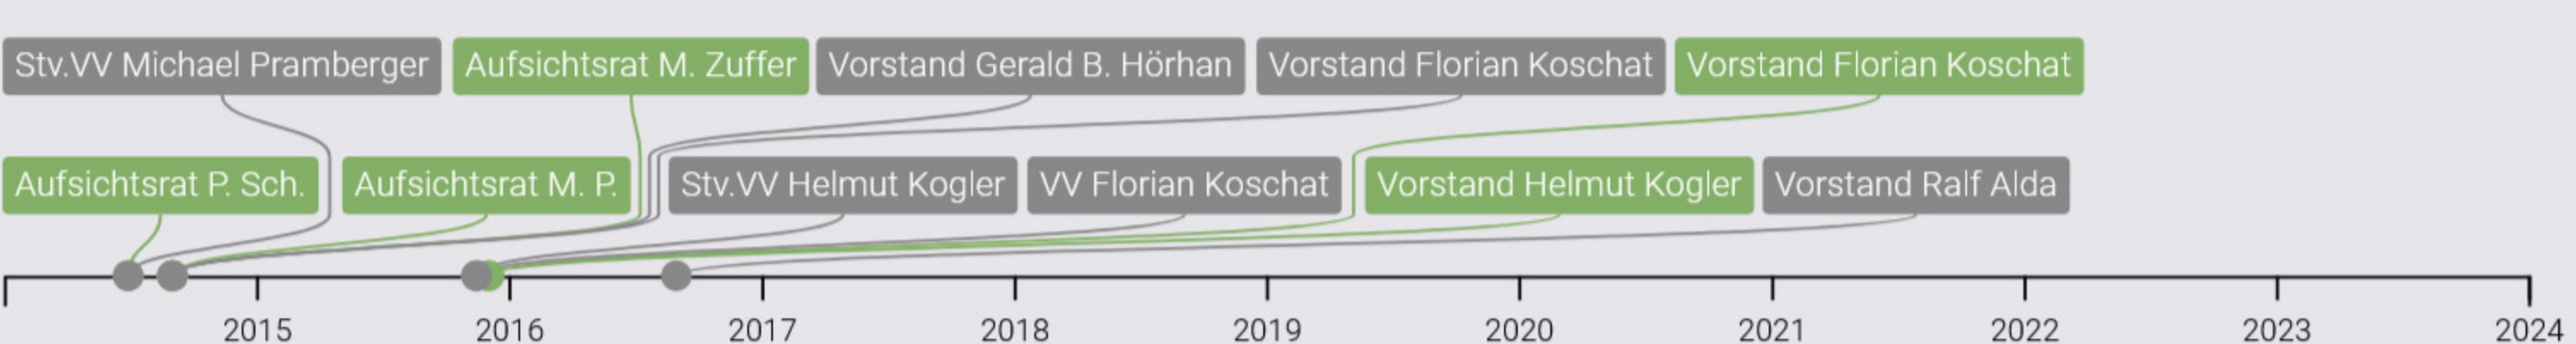 Stv.VV Michael Pramberger
Aufsichtsrat M. Zuffer
Vorstand Gerald B. Hörhan
Vorstand Florian Koschat
Vorstand Florian Koschat
Aufsichtsrat P. Sch.
Aufsichtsrat M. P.
Stv.VV Helmut Kogler
VV Florian Koschat
Vorstand Helmut Kogler
Vorstand Ralf Alda
2015 2016 2017 2018 2019 2020 2021 2022 2023 2024